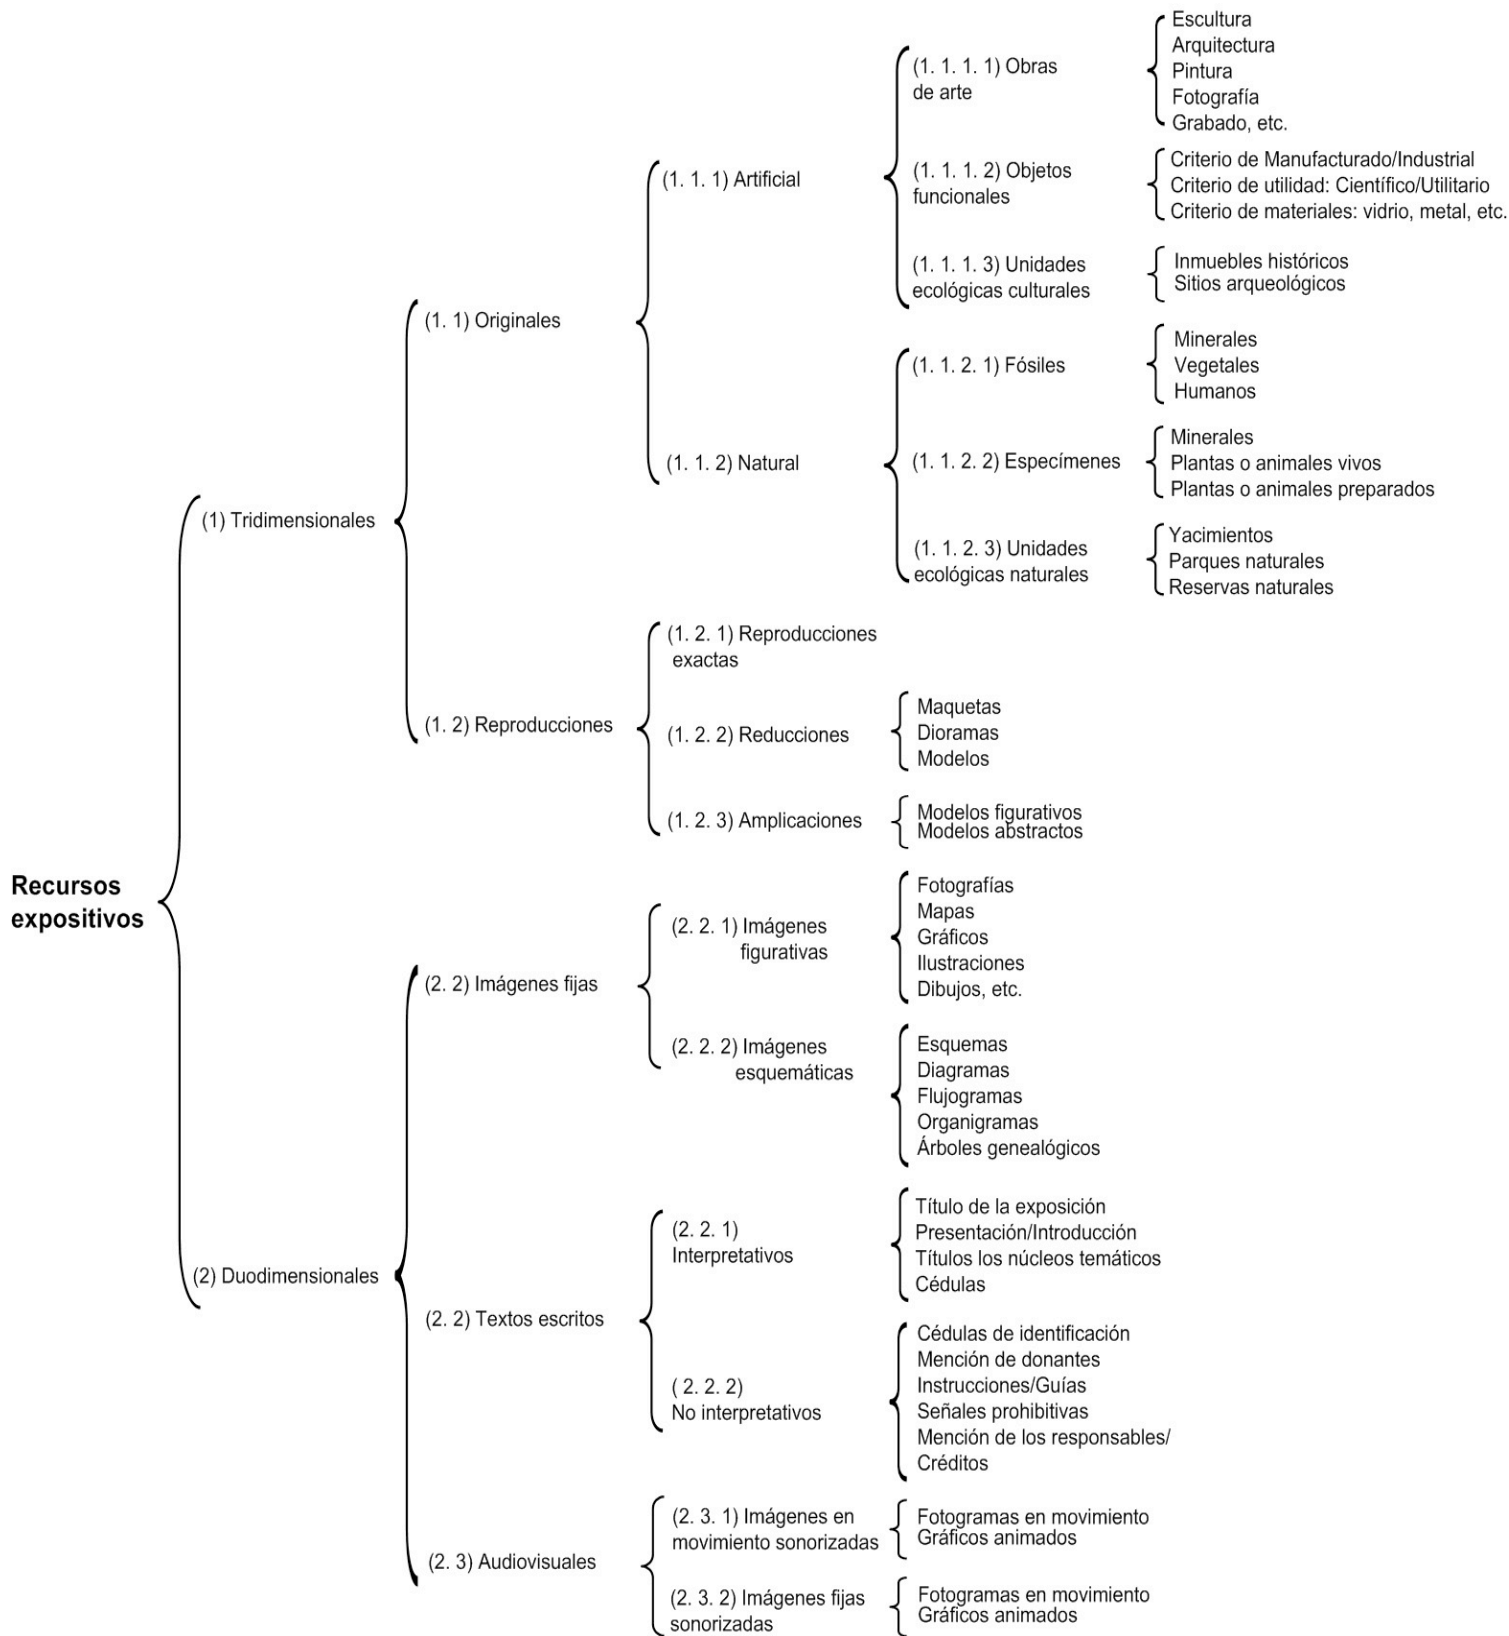 Recursos
expositivos
(1) Tridimensionales
(1. 1) Originales
(1. 1. 1) Artificial
(1. 1. 1. 1) Obras
de arte
Escultura
Arquitectura
Pintura
Fotografía
Grabado, etc.
(1. 1. 1. 2) Objetos
funcionales
Criterio de Manufacturado/Industrial
Criterio de utilidad: Científico/Utilitario
Criterio de materiales: vidrio, metal, etc.
(1. 1. 1. 3) Unidades
ecológicas culturales
Inmuebles históricos
Sitios arqueológicos
(1. 1. 2) Natural
(1. 1. 2. 1) Fósiles
Minerales
Vegetales
Humanos
(1. 1. 2. 2) Especímenes
Minerales
Plantas o animales vivos
Plantas o animales preparados
(1. 1. 2. 3) Unidades
ecológicas naturales
Yacimientos
Parques naturales
Reservas naturales
(1. 2) Reproducciones
(1. 2. 1) Reproducciones
exactas
(1. 2. 2) Reducciones
Maquetas
Dioramas
Modelos
(1. 2. 3) Amplicaciones
Modelos figurativos
Modelos abstractos
(2) Duodimensionales
(2. 2) Imágenes fijas
(2. 2. 1) Imágenes
figurativas
Fotografías
Mapas
Gráficos
Ilustraciones
Dibujos, etc.
(2. 2. 2) Imágenes
esquemáticas
Esquemas
Diagramas
Flujogramas
Organigramas
Árboles genealógicos
(2. 2) Textos escritos
(2. 2. 1)
Interpretativos
Título de la exposición
Presentación/Introducción
Títulos los núcleos temáticos
Cédulas
( 2. 2. 2)
No interpretativos
Cédulas de identificación
Mención de donantes
Instrucciones/Guías
Señales prohibitivas
Mención de los responsables/
Créditos
(2. 3) Audiovisuales
(2. 3. 1) Imágenes en
movimiento sonorizadas
Fotogramas en movimiento
Gráficos animados
(2. 3. 2) Imágenes fijas
sonorizadas
Fotogramas en movimiento
Gráficos animados